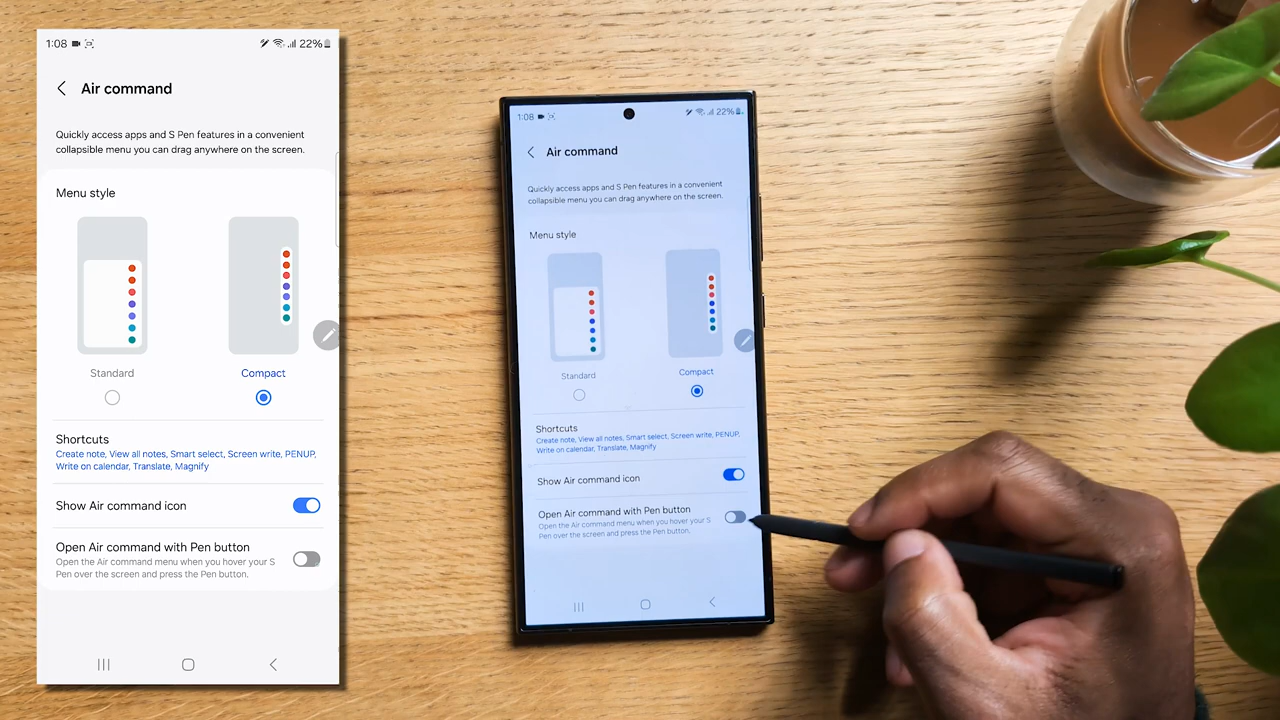 1:08 22%
Air command
Quickly access apps and S Pen features in a convenient
collapsible menu you can drag anywhere on the screen.
Menu style
Standard Compact
Shortcuts
Create note, View all notes, Smart select, Screen write, PENUP,
Write on calendar, Translate, Magnify
Show Air command icon
Open Air command with Pen button
Open the Air command menu when you hover your S
Pen over the screen and press the Pen button.
1:08 22%
Air command
Quickly access apps and S Pen features in a convenient
collapsible menu you can drag anywhere on the screen.
Menu style
Standard Compact
Shortcuts
Create note, View all notes, Smart select, Screen write, PENUP,
Write on calendar, Translate, Magnify
Show Air command icon
Open Air command with Pen button
Open the Air command menu when you hover your S
Pen over the screen and press the Pen button.